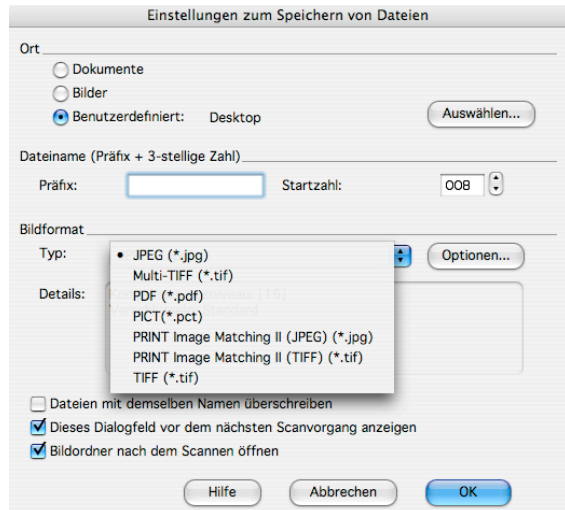 Einstellungen zum Speichern von Dateien
Ort
Dokumente
Bilder
Benutzerdefiniert: Desktop Auswählen...
Dateiname (Präfix + 3-stellige Zahl)
Präfix: Startzahl: 008
Bildformat
Typ: • JPEG (*.jpg) Optionen...
Multi-TIFF (*.tif)
Details: PDF (*.pdf)
PICT(*.pct)
PRINT Image Matching II (JPEG) (*.jpg)
PRINT Image Matching II (TIFF) (*.tif)
TIFF (*.tif)
Dateien mit demselben Namen überschreiben
Dieses Dialogfeld vor dem nächsten Scanvorgang anzeigen
Bildordner nach dem Scannen öffnen
Hilfe Abbrechen OK